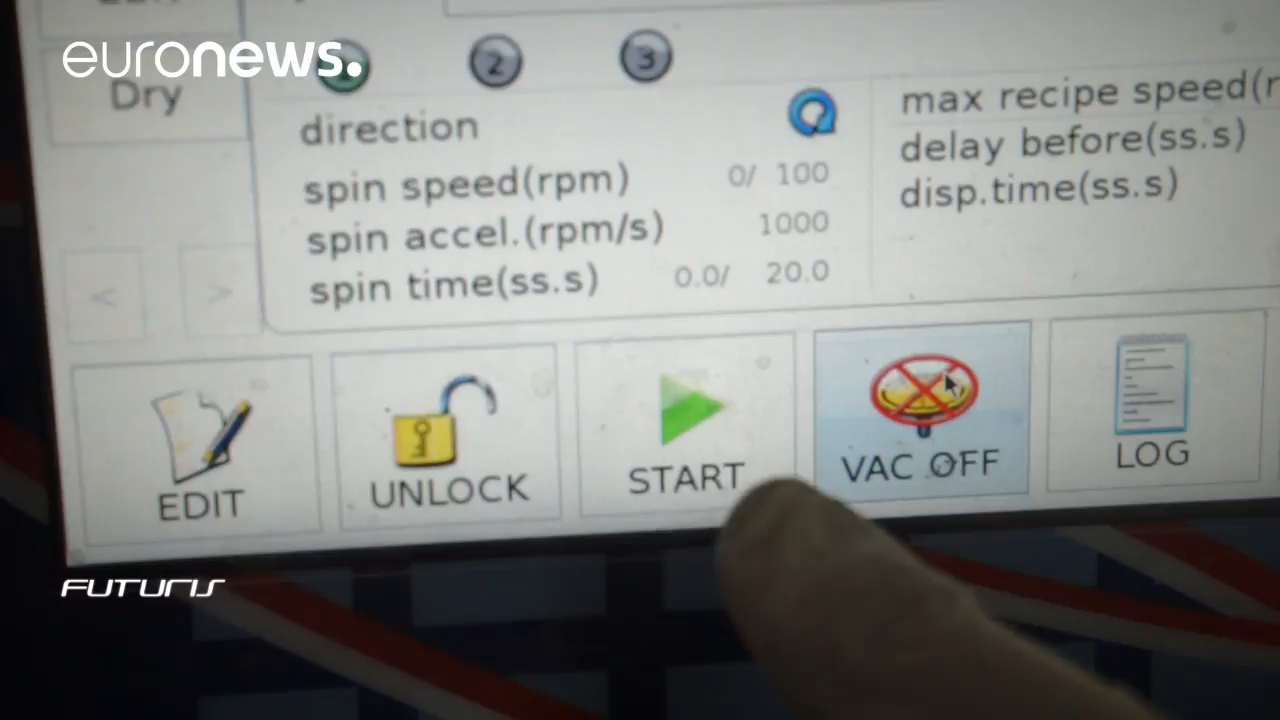 euronews.
1
2
3
Dry
direction
spin speed(rpm) 0/ 100
spin accel.(rpm/s) 1000
spin time(ss.s) 0.0/ 20.0
max recipe speed(r
delay before(ss.s)
disp.time(ss.s)
<
>
EDIT
UNLOCK
START
VAC OFF
LOG
FUTURIS